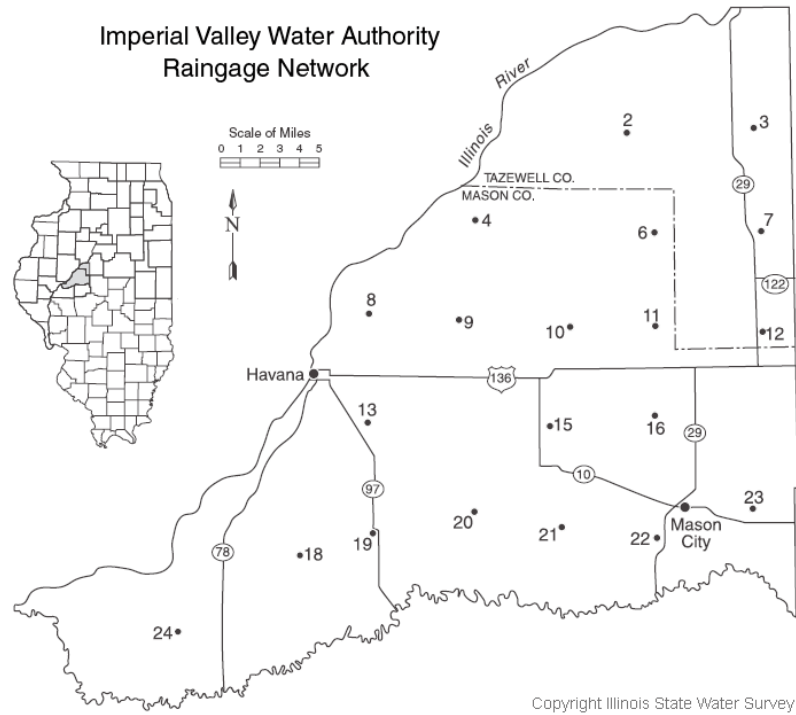 Imperial Valley Water Authority
Raingage Network
Scale of Miles
0 1 2 3 4 5
N
Illinois River
2
3
TAZEWELL CO.
MASON CO.
29
4
6
7
122
8
9
10
11
12
Havana
136
13
15
16
29
10
97
20
21
22
Mason
City
23
19
78
18
24
Copyright Illinois State Water Survey